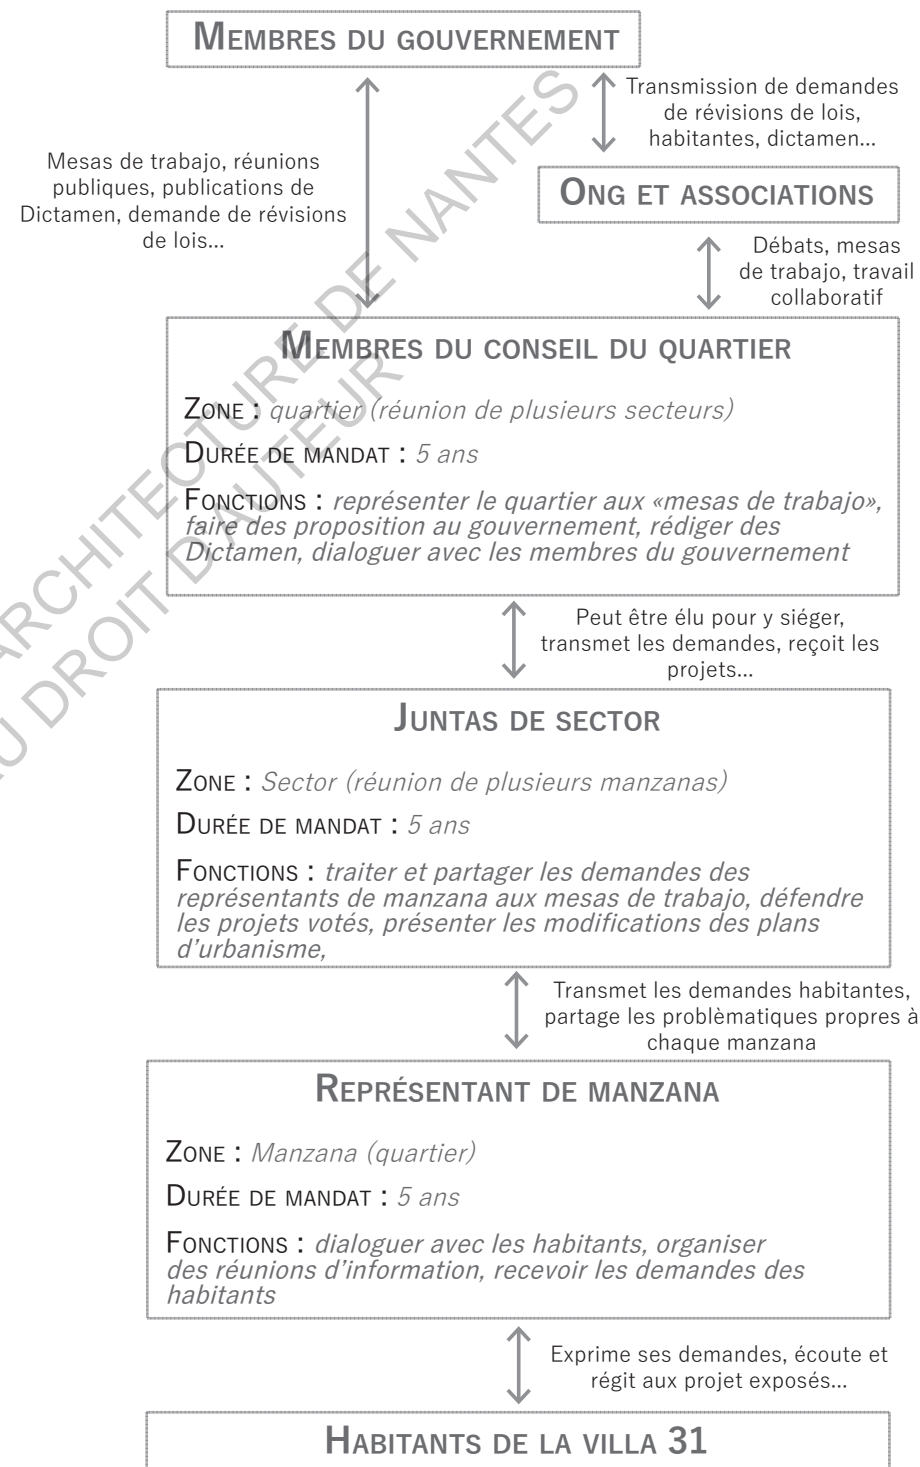 Membres du gouvernement
Transmission de demandes
de révisions de lois,
habitantes, dictamen...
Mesas de trabajo, réunions
publiques, publications de
Dictamen, demande de révisions
de lois...
Ong et associations
Débats, mesas
de trabajo, travail
collaboratif
Membres du conseil du quartier
Zone : quartier (réunion de plusieurs secteurs)
Durée de mandat : 5 ans
Fonctions : représenter le quartier aux «mesas de trabajo»,
faire des proposition au gouvernement, rédiger des
Dictamen, dialoguer avec les membres du gouvernement
Peut être élu pour y siéger,
transmet les demandes, reçoit les
projets...
Juntas de sector
Zone : Sector (réunion de plusieurs manzanas)
Durée de mandat : 5 ans
Fonctions : traiter et partager les demandes des
représentants de manzana aux mesas de trabajo, défendre
les projets votés, présenter les modifications des plans
d'urbanisme,
Transmet les demandes habitantes,
partage les problèmatiques propres à
chaque manzana
Représentant de manzana
Zone : Manzana (quartier)
Durée de mandat : 5 ans
Fonctions : dialoguer avec les habitants, organiser
des réunions d'information, recevoir les demandes des
habitants
Exprime ses demandes, écoute et
régit aux projet exposés...
Habitants de la villa 31
ARCHITECTURE DE NANTES
AU DROIT D'AUTEUR